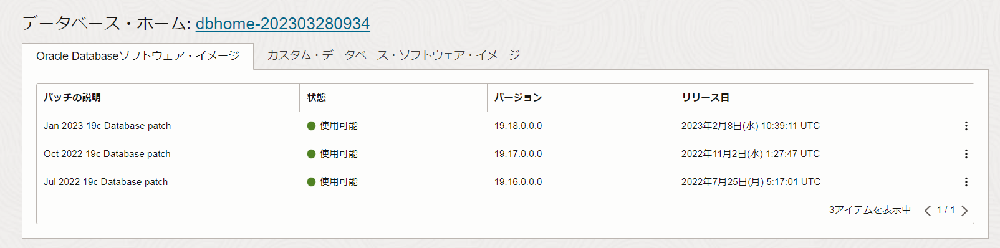 データベース・ホーム: dbhome-202303280934
Oracle Databaseソフトウェア・イメージ カスタム・データベース・ソフトウェア・イメージ
パッチの説明 状態 バージョン リリース日
Jan 2023 19c Database patch 使用可能 19.18.0.0.0 2023年2月8日(水) 10:39:11 UTC
Oct 2022 19c Database patch 使用可能 19.17.0.0.0 2022年11月2日(水) 1:27:47 UTC
Jul 2022 19c Database patch 使用可能 19.16.0.0.0 2022年7月25日(月) 5:17:01 UTC
3アイテムを表示中 1 / 1